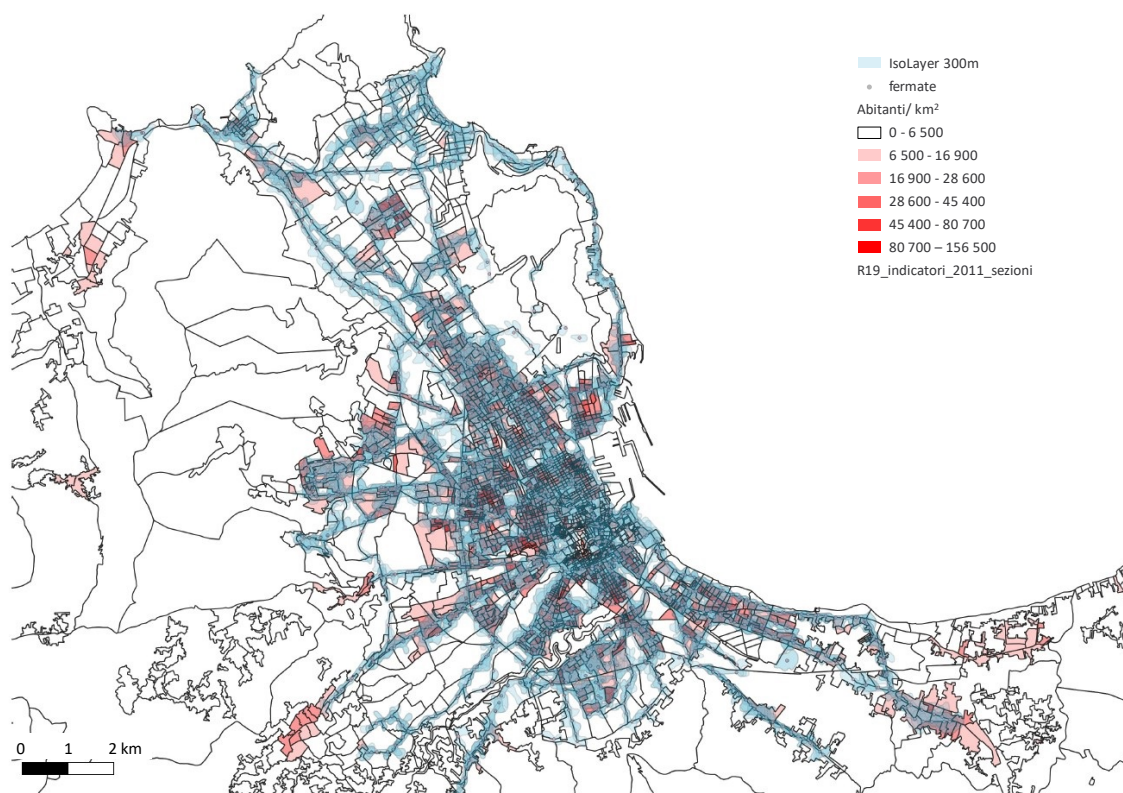 IsoLayer 300m
fermate
Abitanti/ km²
0 - 6 500
6 500 - 16 900
16 900 - 28 600
28 600 - 45 400
45 400 - 80 700
80 700 – 156 500
R19_indicatori_2011_sezioni
0 1 2 km